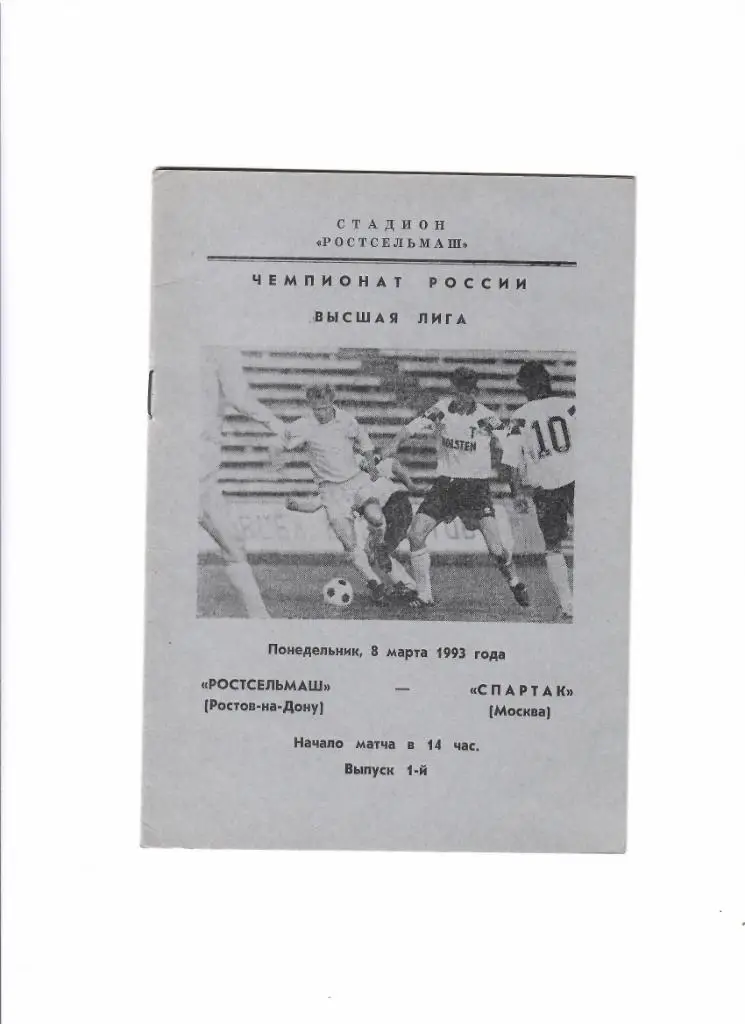 СТАДИОН
«РОСТСЕЛЬМАШ»
ЧЕМПИОНАТ РОССИИ
ВЫСШАЯ ЛИГА
HOLSTEN
10
Понедельник, 8 марта 1993 года
«РОСТСЕЛЬМАШ» — «СПАРТАК»
(Ростов-на-Дону) (Москва)
Начало матча в 14 час.
Выпуск 1-й